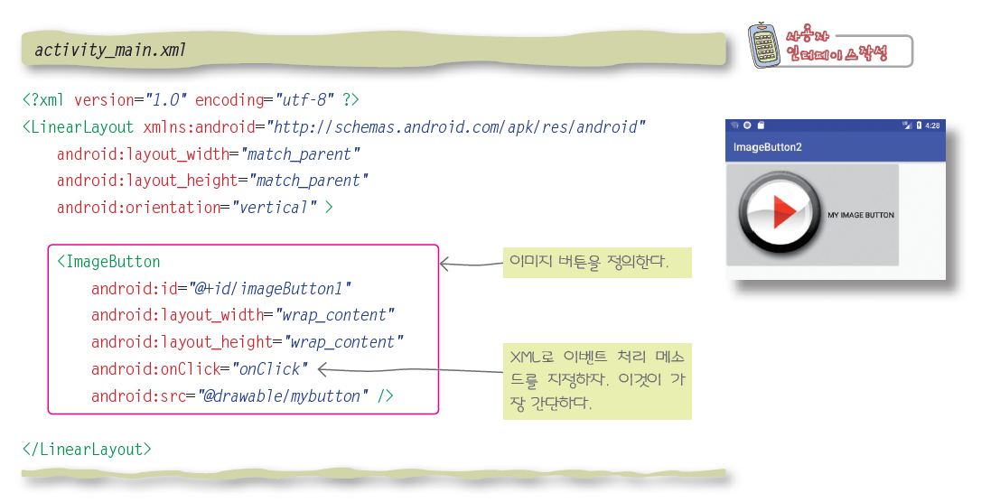 activity_main.xml
사용자
인터페이스작성
<?xml version="1.0" encoding="utf-8" ?>
<LinearLayout xmlns:android="http://schemas.android.com/apk/res/android"
android:layout_width="match_parent"
android:layout_height="match_parent"
android:orientation="vertical" >
<ImageButton
android:id="@+id/imageButton1"
android:layout_width="wrap_content"
android:layout_height="wrap_content"
android:onClick="onClick"
android:src="@drawable/mybutton" />
</LinearLayout>
이미지 버튼을 정의한다.
XML로 이벤트 처리 메소
드를 지정하자. 이것이 가
장 간단하다.
4:28
ImageButton2
MY IMAGE BUTTON